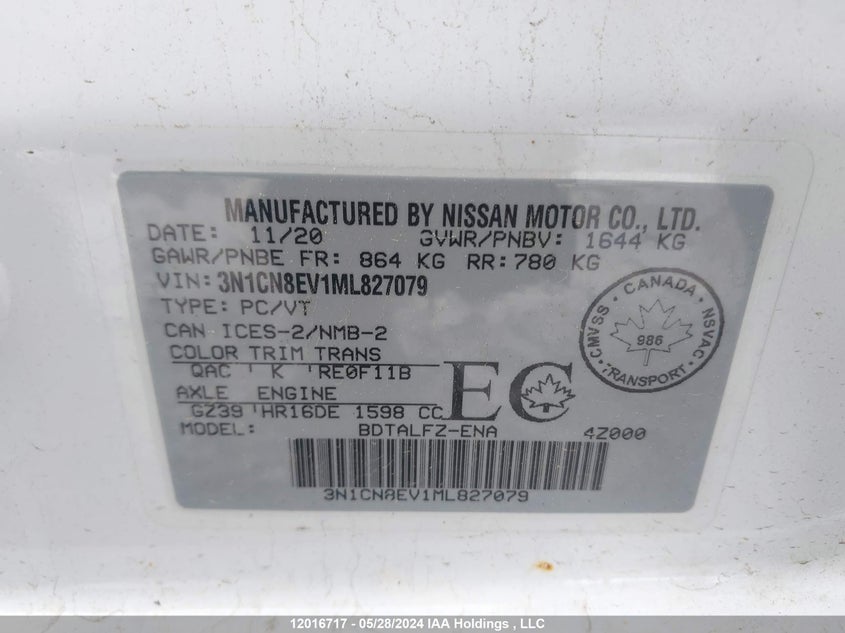 MANUFACTURED BY NISSAN MOTOR CO., LTD.
DATE: 11/20 GVWR/PNBV: 1644 KG
GAWR/PNBE FR: 864 KG RR: 780 KG
VIN: 3N1CN8EV1ML827079
TYPE: PC/VT
CAN ICES-2/NMB-2
COLOR TRIM TRANS
QAC K RE0F11B
AXLE ENGINE
GZ39 HR16DE 1598 CC
MODEL: BDTALFZ-ENA 4Z000
EC
CANADA
CMVSS 986 NSVAC
TRANSPORT
3N1CN8EV1ML827079
12016717 - 05/28/2024 IAA Holdings , LLC